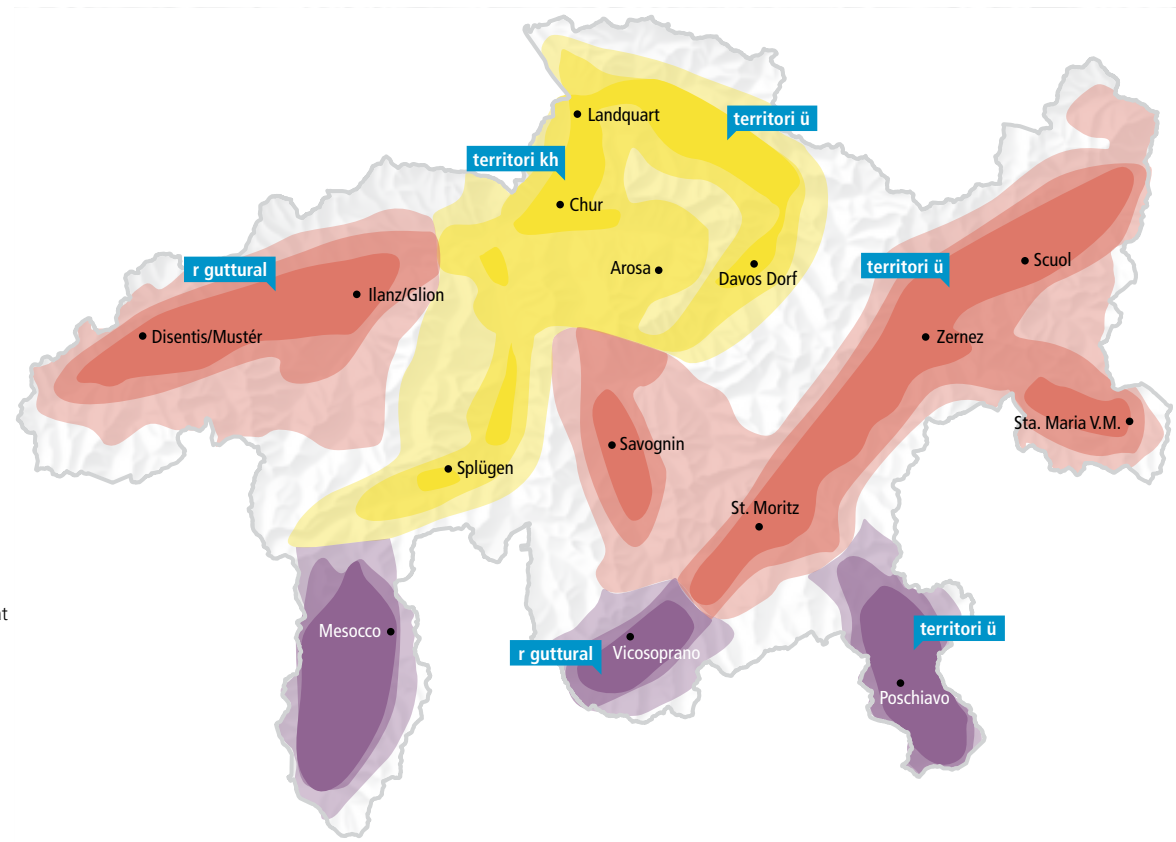 Landquart
territori ü
territori kh
Chur
r guttural
Arosa
Davos Dorf
territori ü
Scuol
Ilanz/Glion
Disentis/Mustér
Zernez
Sta. Maria V.M.
Savognin
Splügen
St. Moritz
Mesocco
r guttural
Vicosoprano
territori ü
Poschiavo